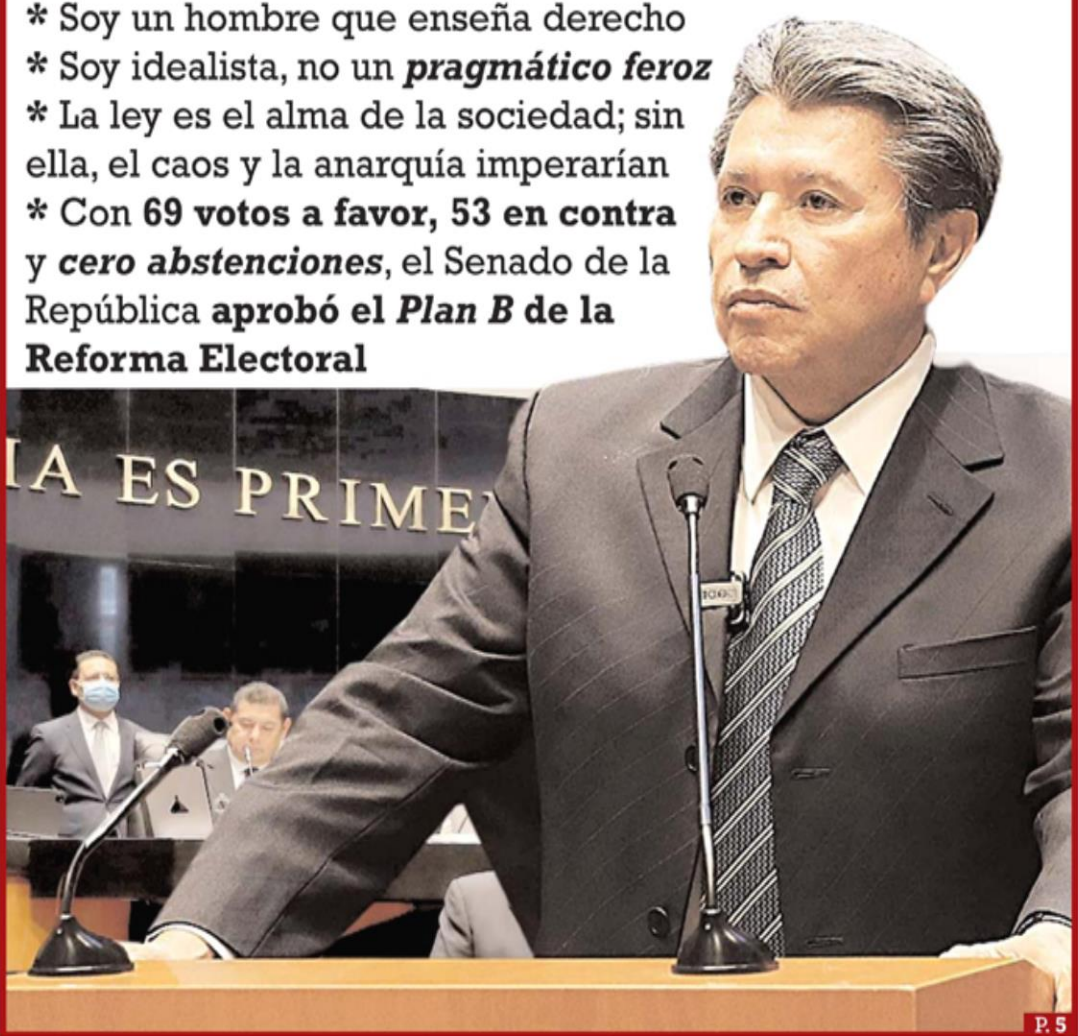 * Soy un hombre que enseña derecho
* Soy idealista, no un pragmático feroz
* La ley es el alma de la sociedad; sin
ella, el caos y la anarquía imperarían
* Con 69 votos a favor, 53 en contra
y cero abstenciones, el Senado de la
República aprobó el Plan B de la
Reforma Electoral
IA ES PRIME
P. 5